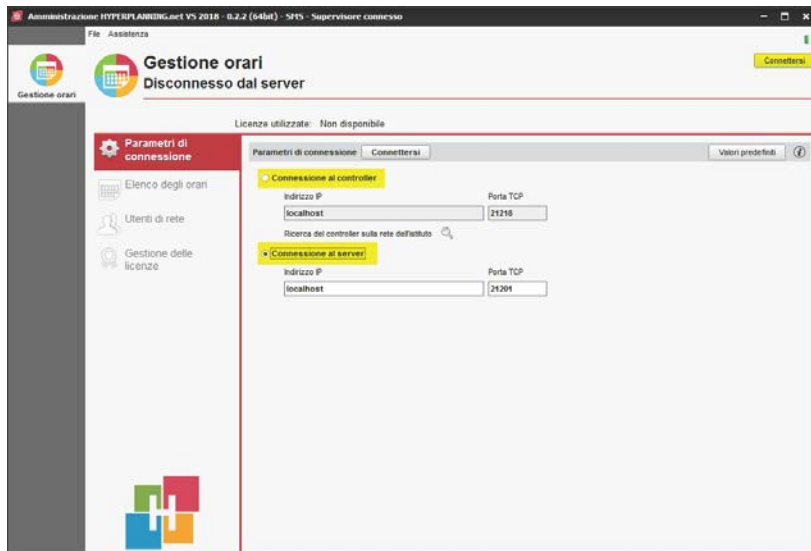 Amministrazione HYPERPLANNING.net VS 2018 - 0.2.2 (64bit) - SMS - Supervisore connesso
File Assistenza
Gestione orari
Gestione orari
Disconnesso dal server
Connettersi
Licenze utilizzate: Non disponibile
Parametri di connessione
Elenco degli orari
Utenti di rete
Gestione delle licenze
Parametri di connessione Connettersi Valori predefiniti
Connessione al controller
Indirizzo IP Porta TCP
localhost 21218
Ricerca del controller sulla rete dell'istituto
Connessione al server
Indirizzo IP Porta TCP
localhost 21201
H